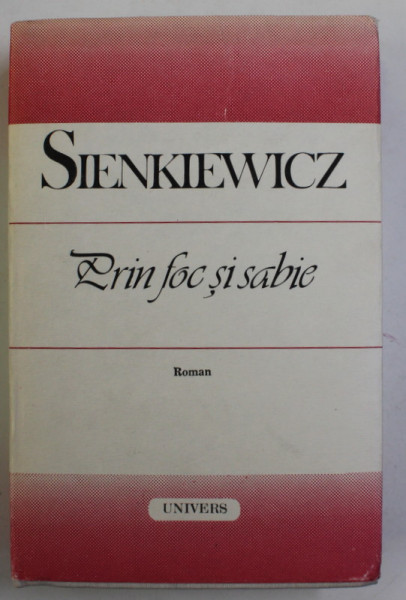 SIENKIEWICZ
Prin foc și sabie
Roman
UNIVERS